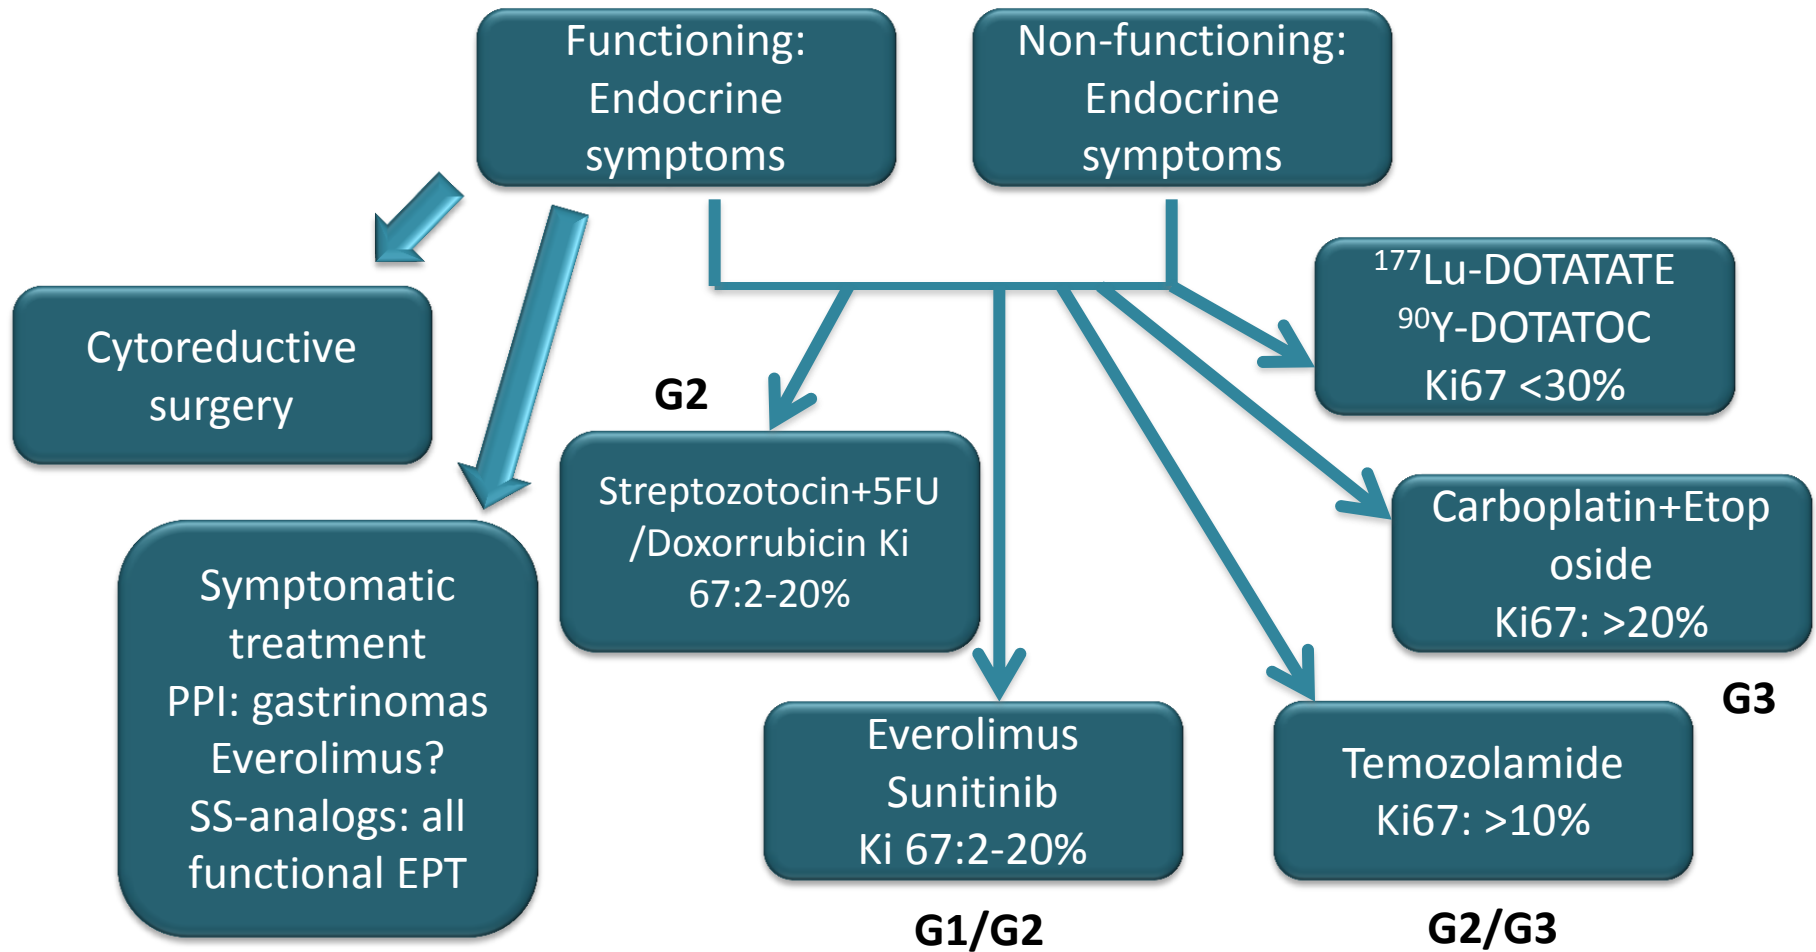 Functioning:
Endocrine
symptoms
Non-functioning:
Endocrine
symptoms
Cytoreductive
surgery
Symptomatic
treatment
PPI: gastrinomas
Everolimus?
SS-analogs: all
functional EPT
G2
Streptozotocin+5FU
/Doxorrubicin Ki
67:2-20%
Everolimus
Sunitinib
Ki 67:2-20%
G1/G2
Temozolamide
Ki67: >10%
G2/G3
Carboplatin+Etop
oside
Ki67: >20%
G3
¹⁷⁷Lu-DOTATATE
⁹⁰Y-DOTATOC
Ki67 <30%